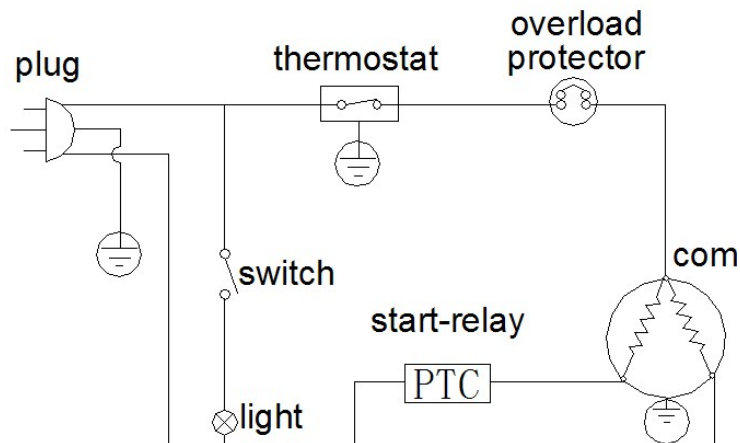 overload
protector
thermostat
plug
com
switch
start-relay
PTC
light